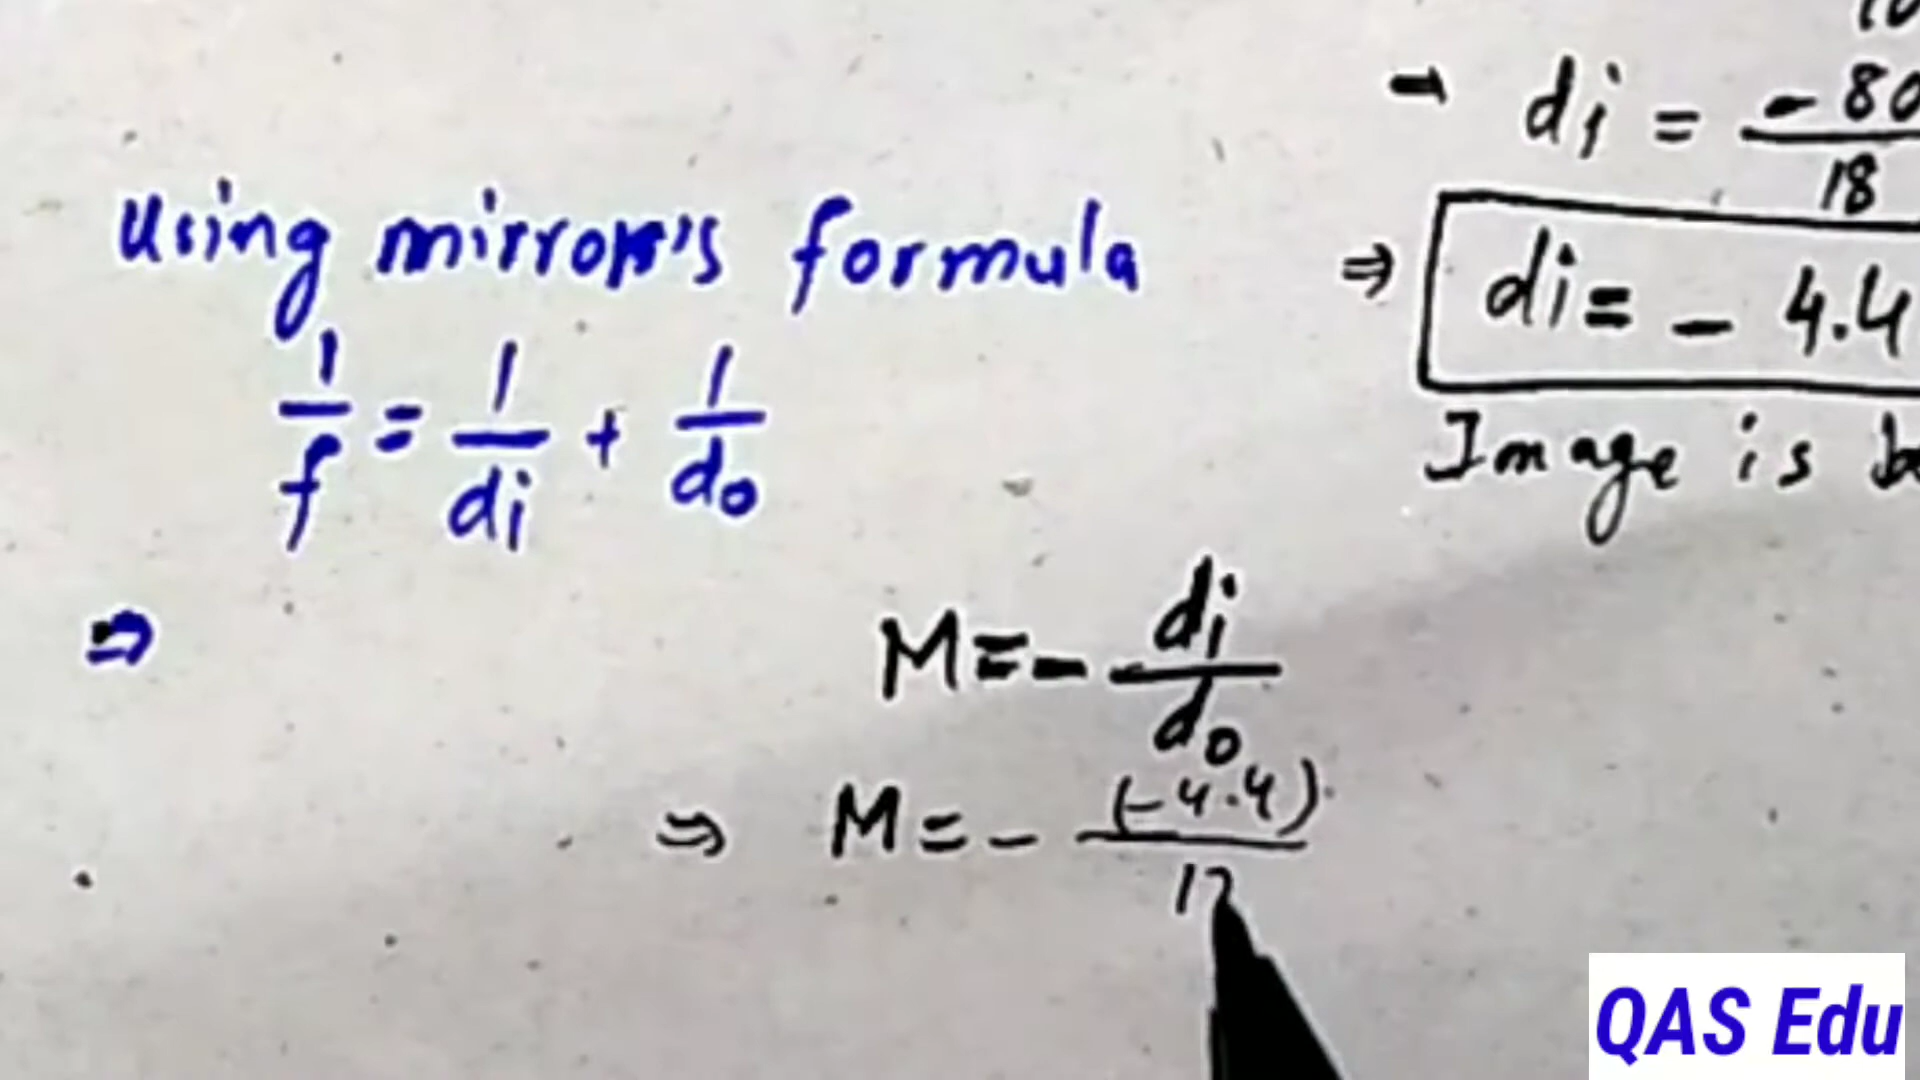 Using mirror's formula
1/f = 1/di + 1/do
⇒
→ di = -80/18
⇒ di = - 4.4
Image is
M = - di/do
⇒ M = - (-4.4)/12
QAS Edu